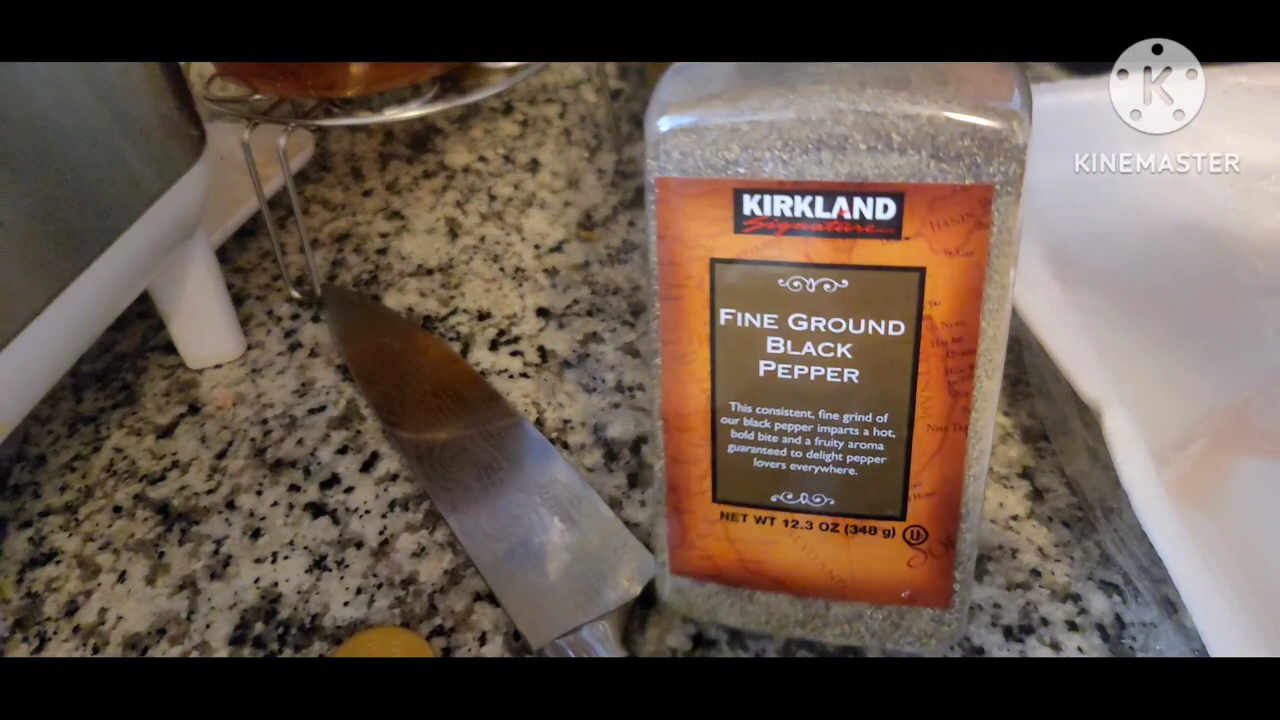 K
KINEMASTER
KIRKLAND
Signature
FINE GROUND
BLACK
PEPPER
This consistent, fine grind of
our black pepper imparts a hot,
bold bite and a fruity aroma
guaranteed to delight pepper
lovers everywhere.
NET WT 12.3 OZ (348 g) U